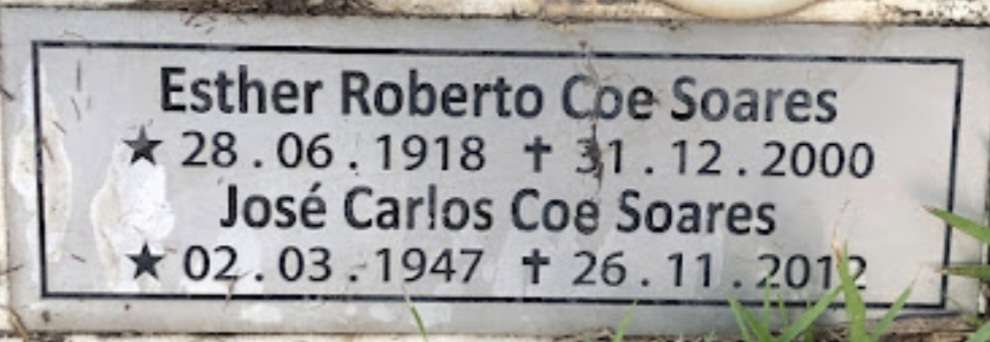 Esther Roberto Coe Soares
★ 28.06.1918 ✝ 31.12.2000
José Carlos Coe Soares
★ 02.03.1947 ✝ 26.11.2012